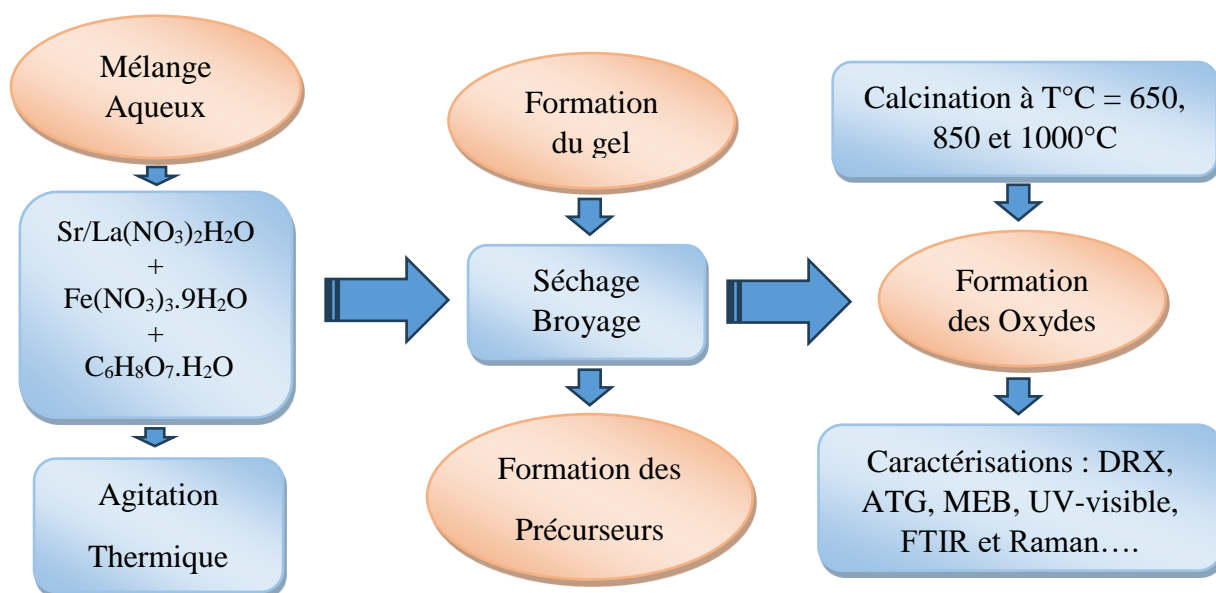 Mélange
Aqueux
Sr/La(NO₃)₂H₂O
+
Fe(NO₃)₃.9H₂O
+
C₆H₈O₇.H₂O
Agitation
Thermique
Formation
du gel
Séchage
Broyage
Formation des
Précurseurs
Calcination à T°C = 650,
850 et 1000°C
Formation
des Oxydes
Caractérisations : DRX,
ATG, MEB, UV-visible,
FTIR et Raman….